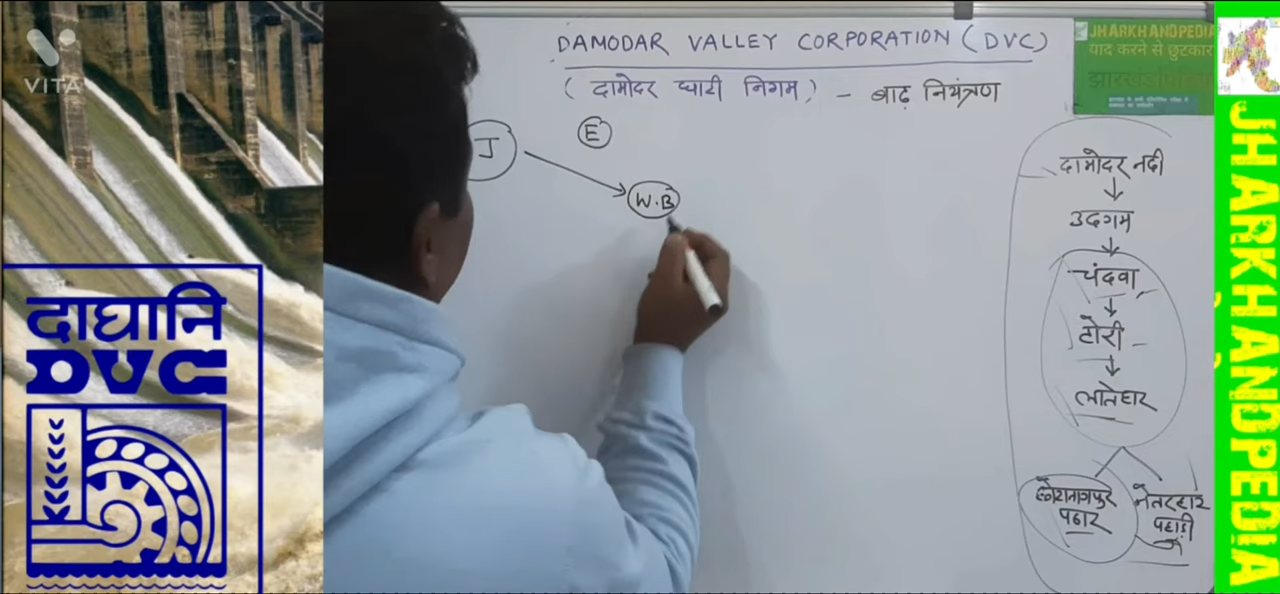 VITA
दाघानि
DVC
DAMODAR VALLEY CORPORATION (DVC)
(दामोदर घाटी निगम) - बाढ़ नियंत्रण
J
E
W.B
JHARKHANDPEDIA
याद करने से छुटकारा
दामोदर नदी
उदगम
चंदवा
टोरी
लातेहार
छोटानागपुर
पठार
नेतरहाट
पहाड़ी
JHARKHANDPEDIA